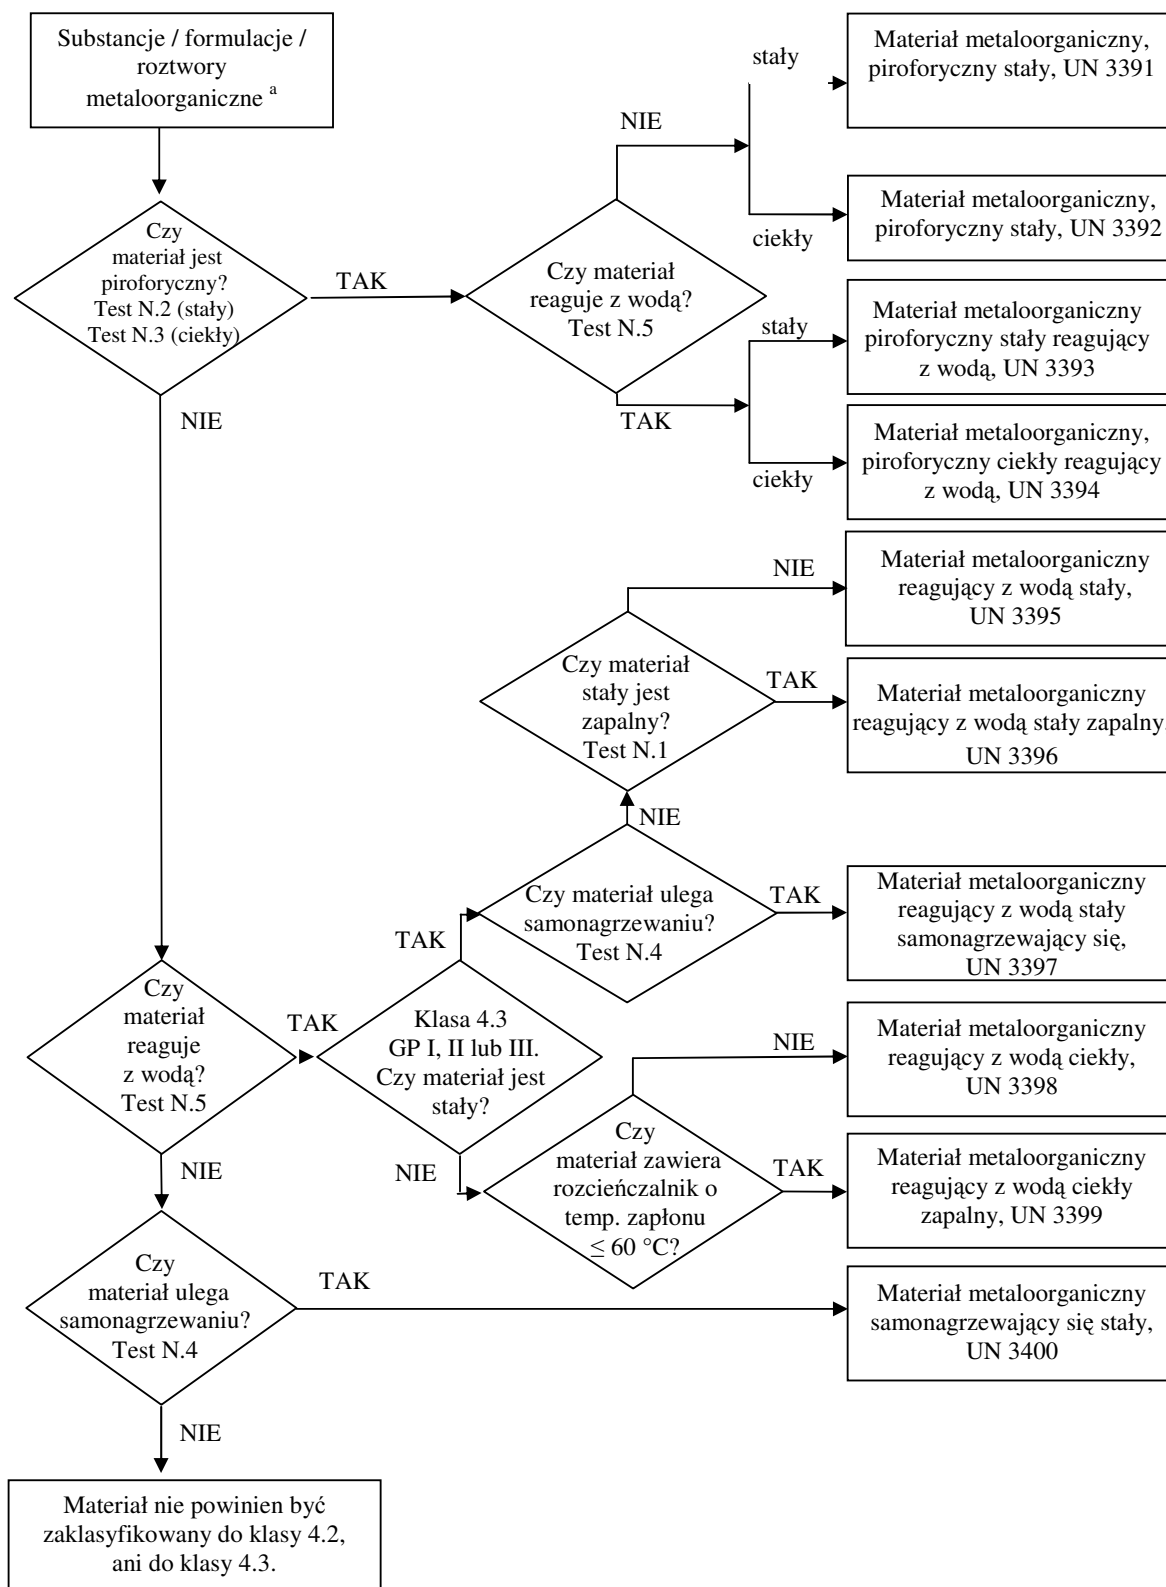 Substancje / formulacje /
roztwory
metaloorganiczne a
stały
Materiał metaloorganiczny,
piroforyczny stały, UN 3391
NIE
Materiał metaloorganiczny,
piroforyczny stały, UN 3392
ciekły
Czy
materiał jest
piroforyczny?
Test N.2 (stały)
Test N.3 (ciekły)
TAK
Czy materiał
reaguje z wodą?
Test N.5
stały
Materiał metaloorganiczny
piroforyczny stały reagujący
z wodą, UN 3393
NIE
TAK
ciekły
Materiał metaloorganiczny,
piroforyczny ciekły reagujący
z wodą, UN 3394
NIE
Materiał metaloorganiczny
reagujący z wodą stały,
UN 3395
Czy materiał
stały jest
zapalny?
Test N.1
TAK
Materiał metaloorganiczny
reagujący z wodą stały zapalny,
UN 3396
NIE
Czy materiał ulega
samonagrzewaniu?
Test N.4
TAK
Materiał metaloorganiczny
reagujący z wodą stały
samonagrzewający się,
UN 3397
TAK
Czy
materiał
reaguje
z wodą?
Test N.5
TAK
Klasa 4.3
GP I, II lub III.
Czy materiał jest
stały?
NIE
Materiał metaloorganiczny
reagujący z wodą ciekły,
UN 3398
NIE
NIE
Czy
materiał zawiera
rozcieńczalnik o
temp. zapłonu
≤ 60 °C?
TAK
Materiał metaloorganiczny
reagujący z wodą ciekły
zapalny, UN 3399
Czy
materiał ulega
samonagrzewaniu?
Test N.4
TAK
Materiał metaloorganiczny
samonagrzewający się stały,
UN 3400
NIE
Materiał nie powinien być
zaklasyfikowany do klasy 4.2,
ani do klasy 4.3.